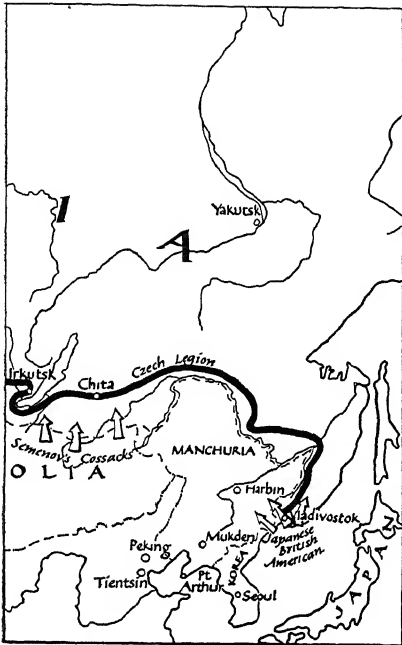 I
A
Yakutsk
Irkutsk
Chita
Czech Legion
Semenov's Cossacks
OLIA
MANCHURIA
Harbin
Vladivostok
Mukden
Japanese
British
American
Peking
Tientsin
Pt
Arthur
KOREA
Seoul
JAPAN